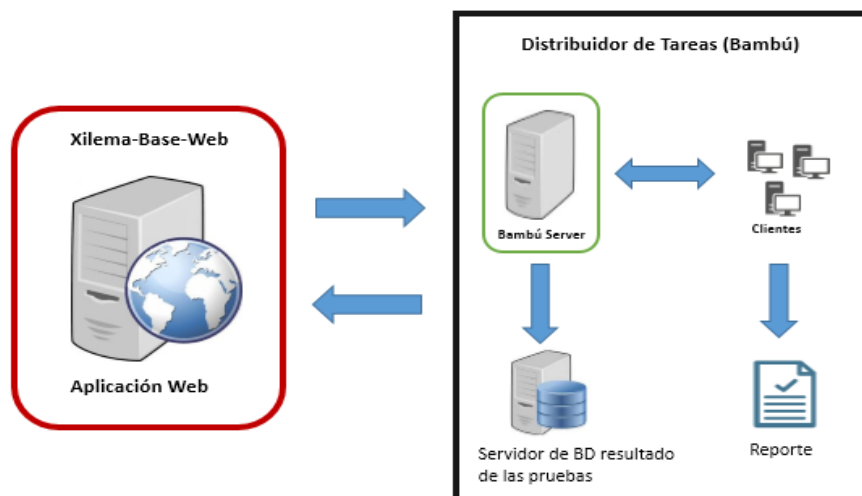 Distribuidor de Tareas (Bambú)
Xilema-Base-Web
Bambú Server
Clientes
Aplicación Web
Servidor de BD resultado
de las pruebas
Reporte